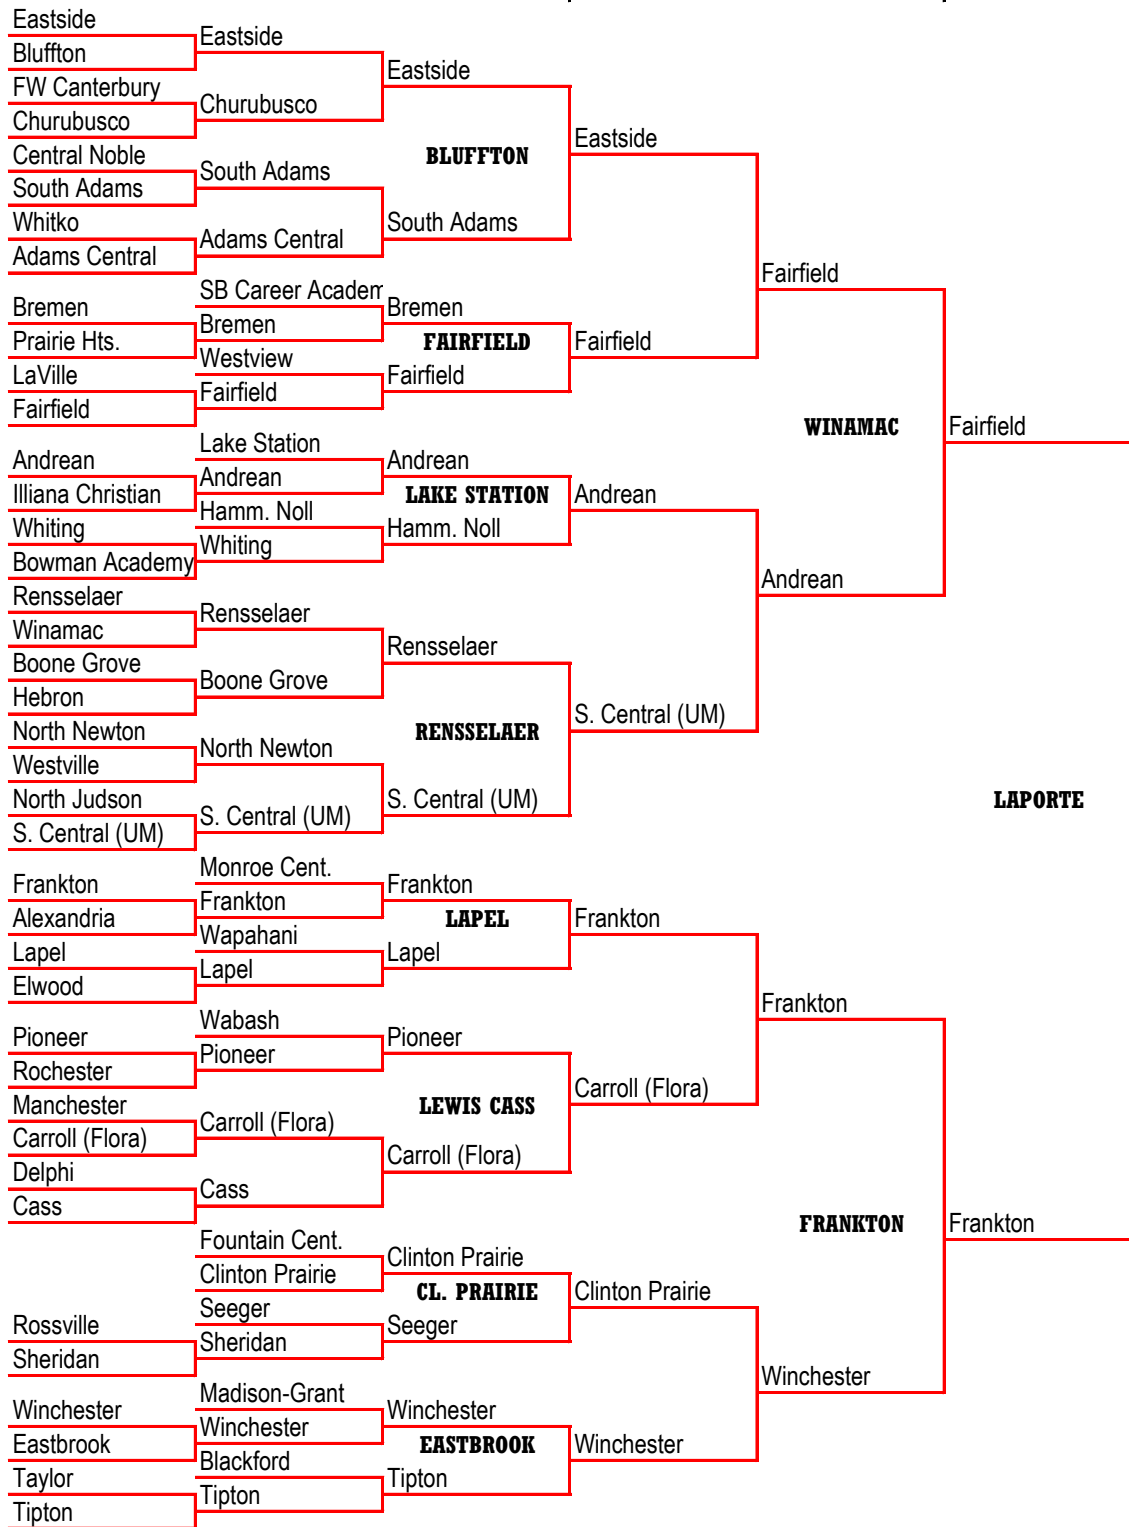 Eastside
Eastside
Bluffton
Eastside
FW Canterbury
Churubusco
Churubusco
Eastside
Central Noble
BLUFFTON
South Adams
South Adams
Whitko
South Adams
Adams Central
Adams Central
Fairfield
SB Career Academ
Bremen
Bremen
Bremen
Prairie Hts.
FAIRFIELD
Fairfield
Westview
LaVille
Fairfield
Fairfield
Fairfield
WINAMAC
Fairfield
Lake Station
Andrean
Andrean
Andrean
Illiana Christian
LAKE STATION
Andrean
Hamm. Noll
Whiting
Hamm. Noll
Whiting
Bowman Academy
Andrean
Rensselaer
Rensselaer
Winamac
Rensselaer
Boone Grove
Boone Grove
Hebron
S. Central (UM)
North Newton
RENSSELAER
North Newton
Westville
North Judson
S. Central (UM)
LAPORTE
S. Central (UM)
S. Central (UM)
Monroe Cent.
Frankton
Frankton
Frankton
Alexandria
LAPEL
Frankton
Wapahani
Lapel
Lapel
Lapel
Elwood
Frankton
Wabash
Pioneer
Pioneer
Pioneer
Rochester
Carroll (Flora)
Manchester
LEWIS CASS
Carroll (Flora)
Carroll (Flora)
Carroll (Flora)
Delphi
Cass
Cass
FRANKTON
Frankton
Fountain Cent.
Clinton Prairie
Clinton Prairie
CL. PRAIRIE
Clinton Prairie
Seeger
Rossville
Seeger
Sheridan
Sheridan
Winchester
Madison-Grant
Winchester
Winchester
Winchester
Eastbrook
EASTBROOK
Winchester
Blackford
Taylor
Tipton
Tipton
Tipton